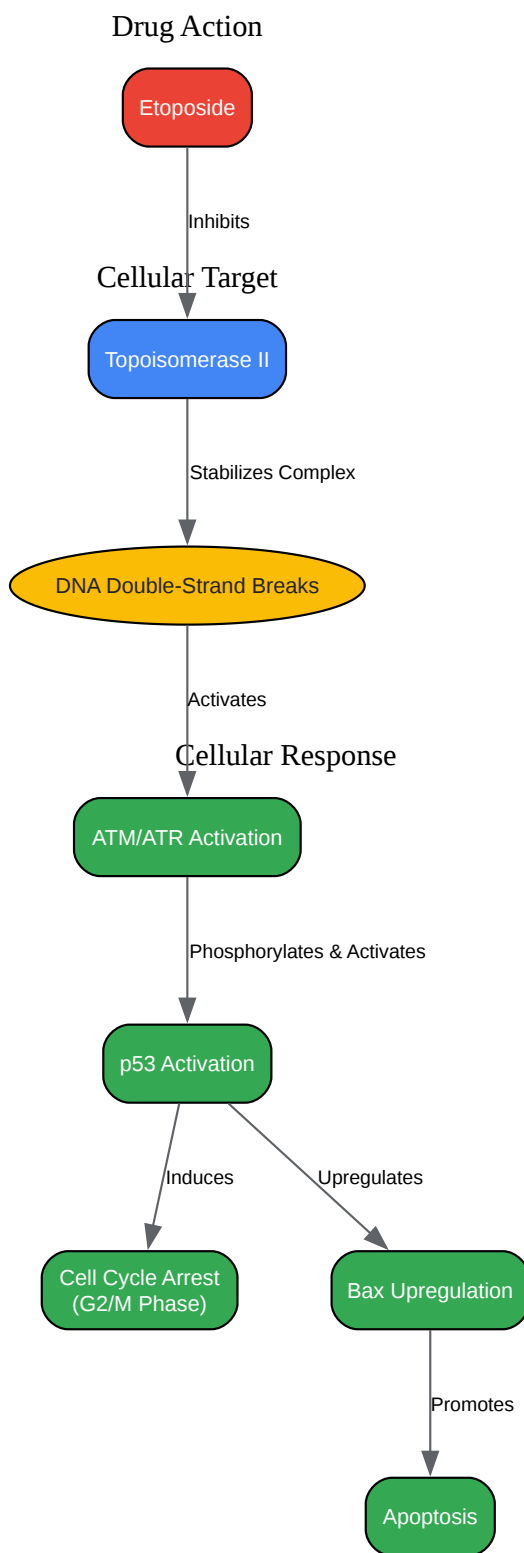 Drug Action
Etoposide
Inhibits
Cellular Target
Topoisomerase II
Stabilizes Complex
DNA Double-Strand Breaks
Activates
Cellular Response
ATM/ATR Activation
Phosphorylates & Activates
p53 Activation
Induces
Upregulates
Cell Cycle Arrest
(G2/M Phase)
Bax Upregulation
Promotes
Apoptosis